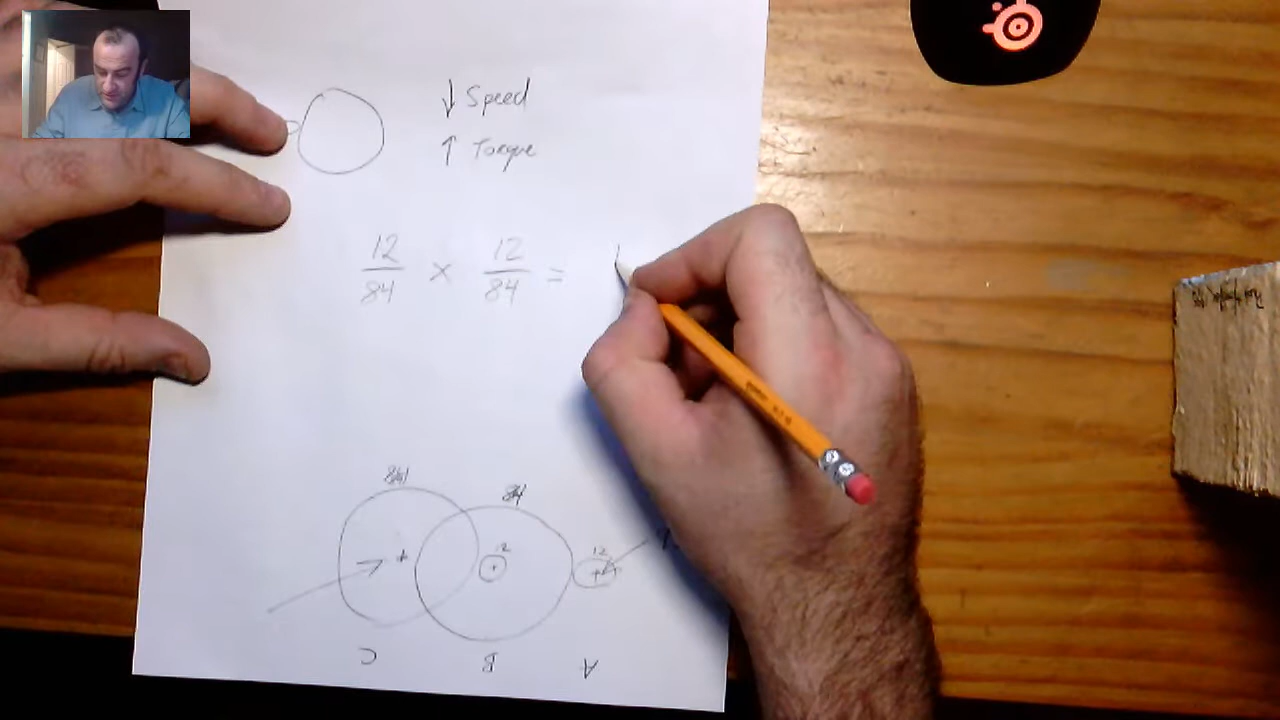 ↓ Speed
↑ Torque
12/84 × 12/84 =
84 84
12 12
C B A